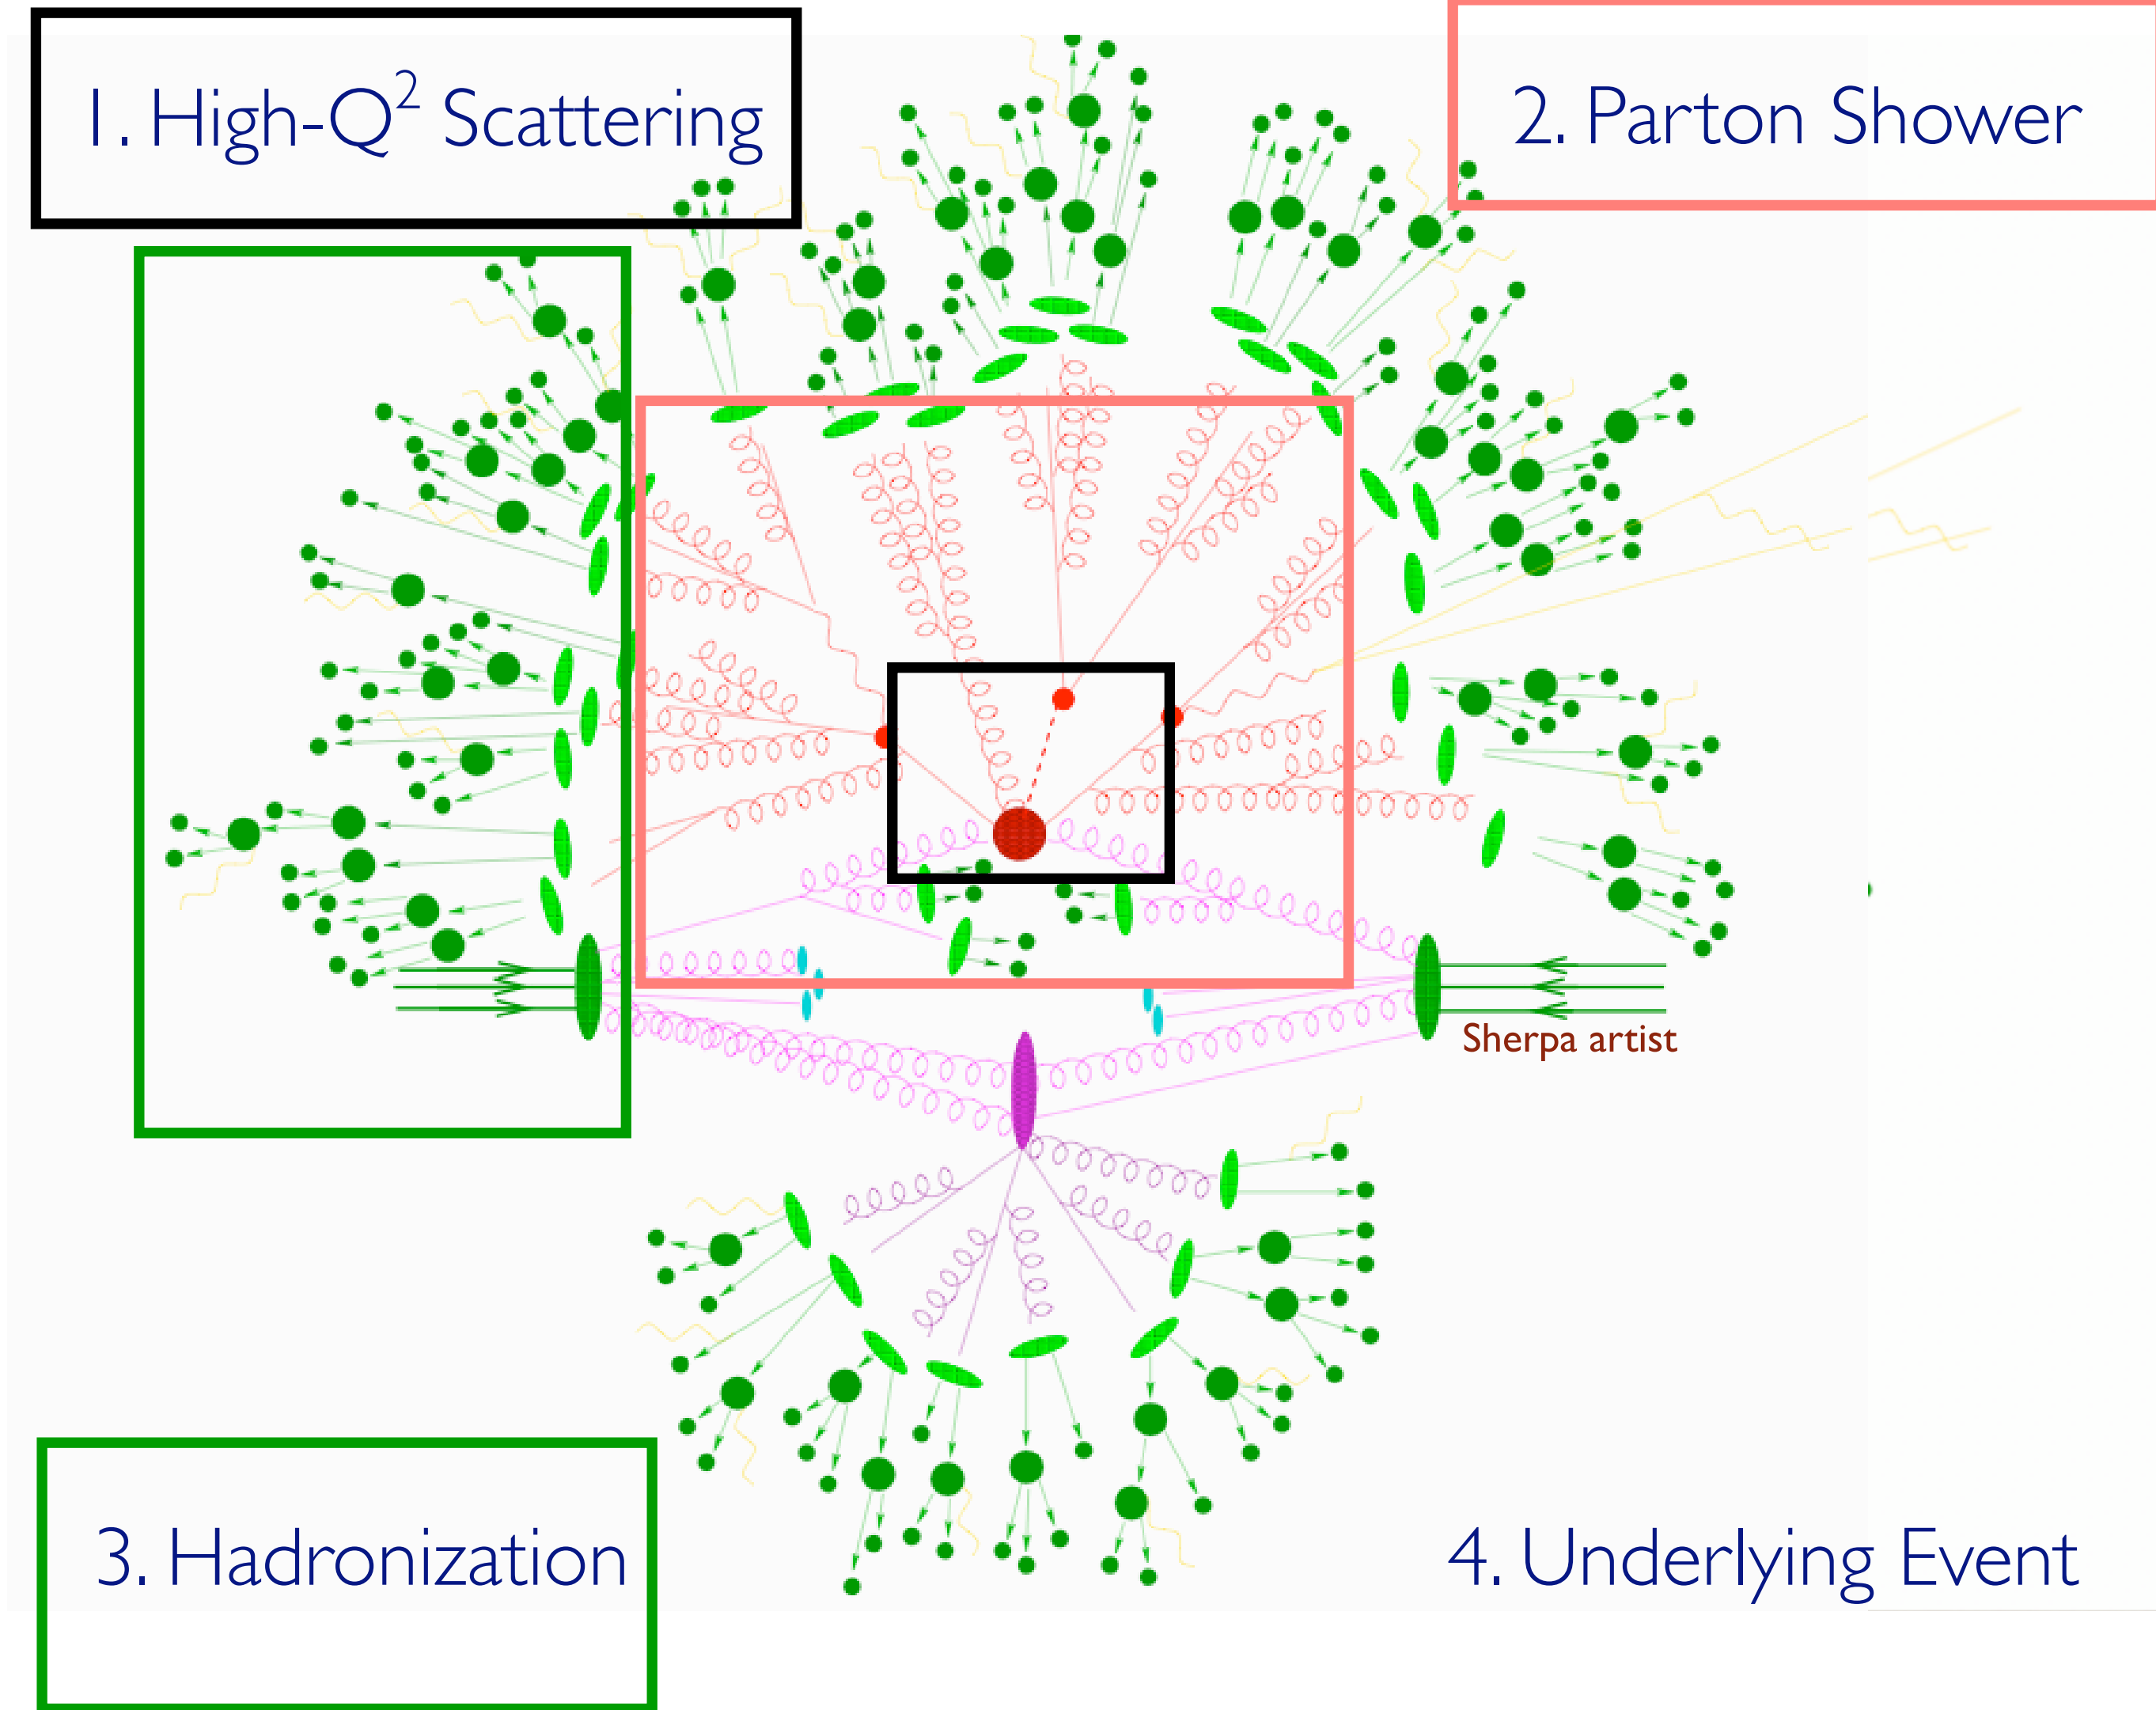 1. High-Q² Scattering
2. Parton Shower
Sherpa artist
3. Hadronization
4. Underlying Event